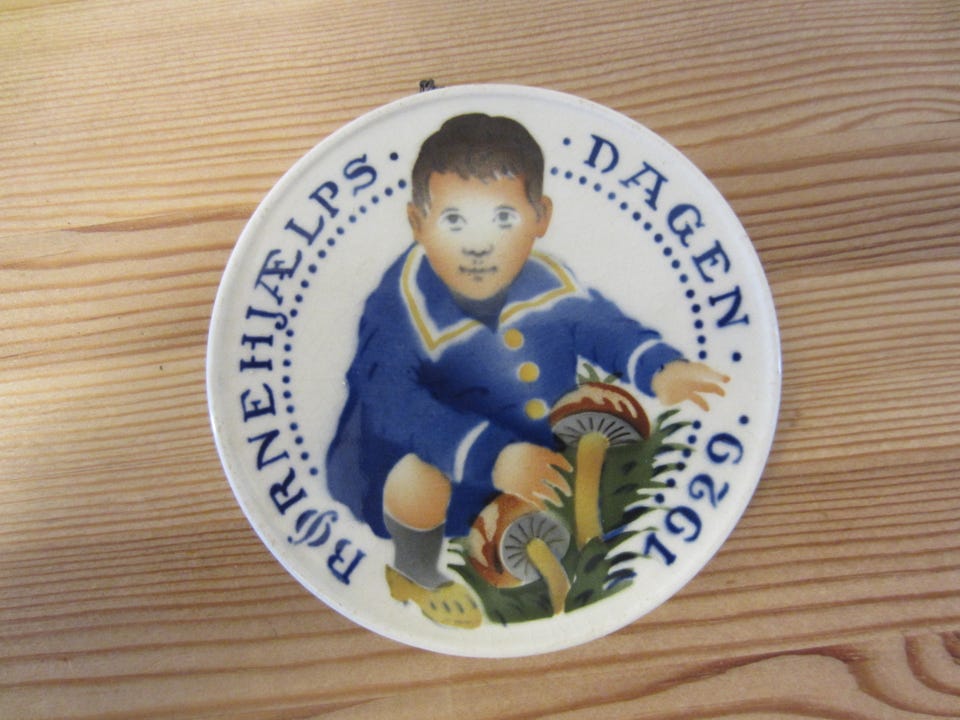 BØRNEHJÆLPS · DAGEN · 1929 ·